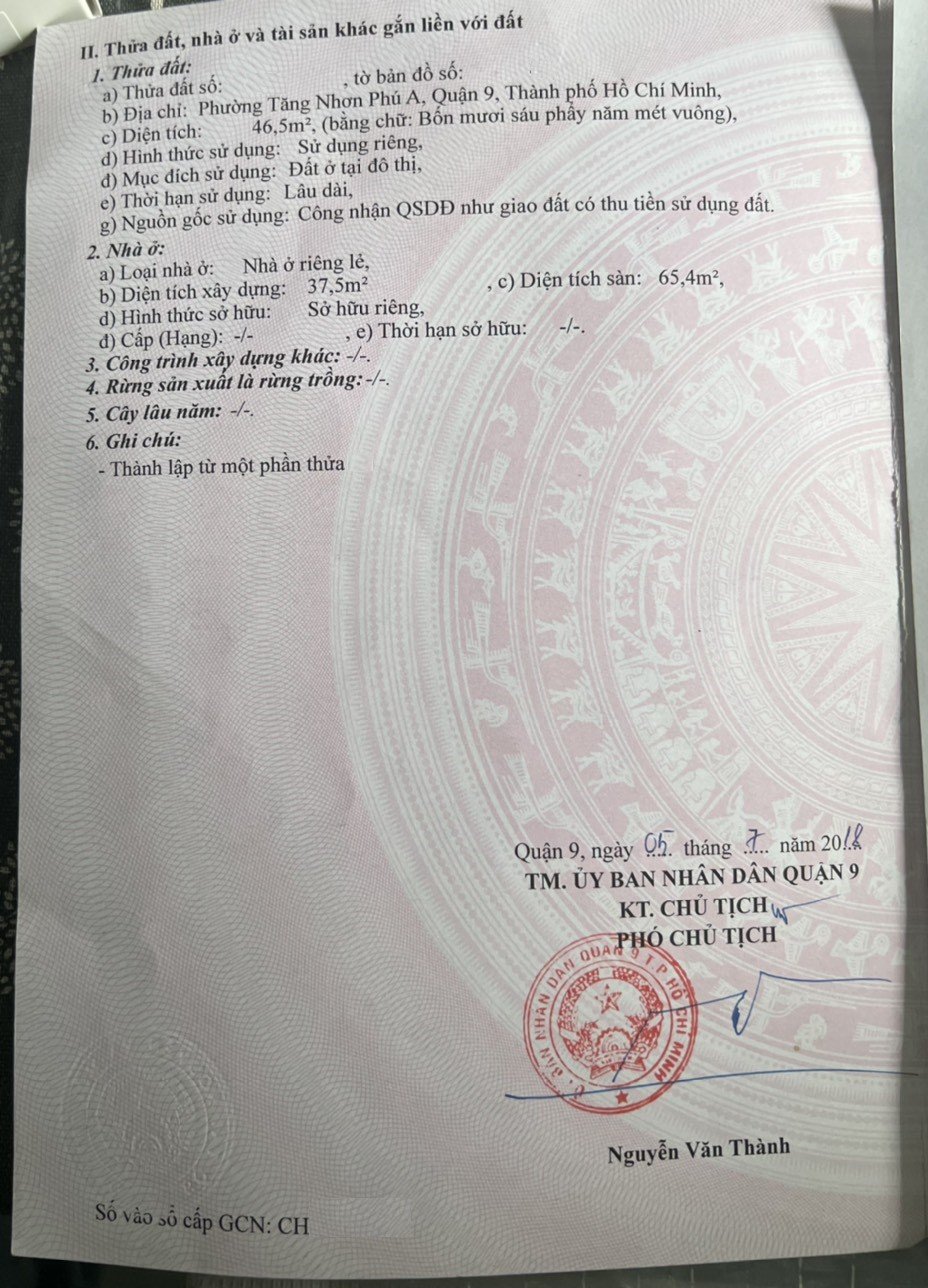 II. Thửa đất, nhà ở và tài sản khác gắn liền với đất
1. Thửa đất:
a) Thửa đất số: , tờ bản đồ số:
b) Địa chỉ: Phường Tăng Nhơn Phú A, Quận 9, Thành phố Hồ Chí Minh,
c) Diện tích: 46,5m², (bằng chữ: Bốn mươi sáu phẩy năm mét vuông),
d) Hình thức sử dụng: Sử dụng riêng,
đ) Mục đích sử dụng: Đất ở tại đô thị,
e) Thời hạn sử dụng: Lâu dài,
g) Nguồn gốc sử dụng: Công nhận QSDĐ như giao đất có thu tiền sử dụng đất.
2. Nhà ở:
a) Loại nhà ở: Nhà ở riêng lẻ,
b) Diện tích xây dựng: 37,5m² , c) Diện tích sàn: 65,4m²,
d) Hình thức sở hữu: Sở hữu riêng,
đ) Cấp (Hạng): -/- , e) Thời hạn sở hữu: -/-.
3. Công trình xây dựng khác: -/-.
4. Rừng sản xuất là rừng trồng: -/-.
5. Cây lâu năm: -/-.
6. Ghi chú:
- Thành lập từ một phần thửa
Quận 9, ngày 05 tháng 7 năm 2018
TM. ỦY BAN NHÂN DÂN QUẬN 9
KT. CHỦ TỊCH
PHÓ CHỦ TỊCH
U. BAN NHÂN DÂN QUẬN 9 T.P HỒ CHÍ MINH
Nguyễn Văn Thành
Số vào sổ cấp GCN: CH